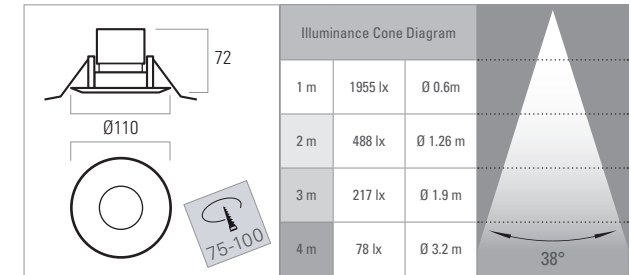 72
Ø110
75-100
Illuminance Cone Diagram
1 m 1955 lx Ø 0.6m
2 m 488 lx Ø 1.26 m
3 m 217 lx Ø 1.9 m
4 m 78 lx Ø 3.2 m
38°